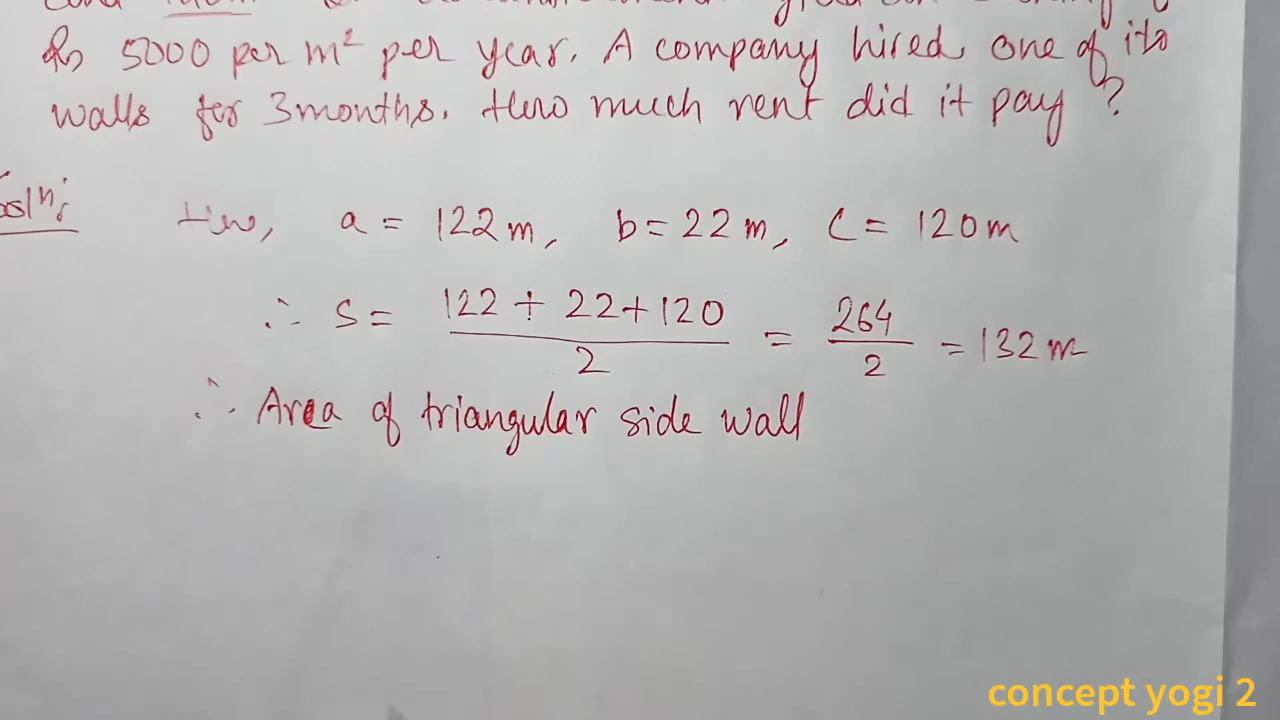 Rs 5000 per m² per year. A company hired one of its
walls for 3 months. How much rent did it pay ?
Solⁿ:
Here, a = 122 m, b = 22 m, c = 120 m
∴ S = (122 + 22 + 120)/2 = 264/2 = 132 m
∴ Area of triangular side wall
concept yogi 2